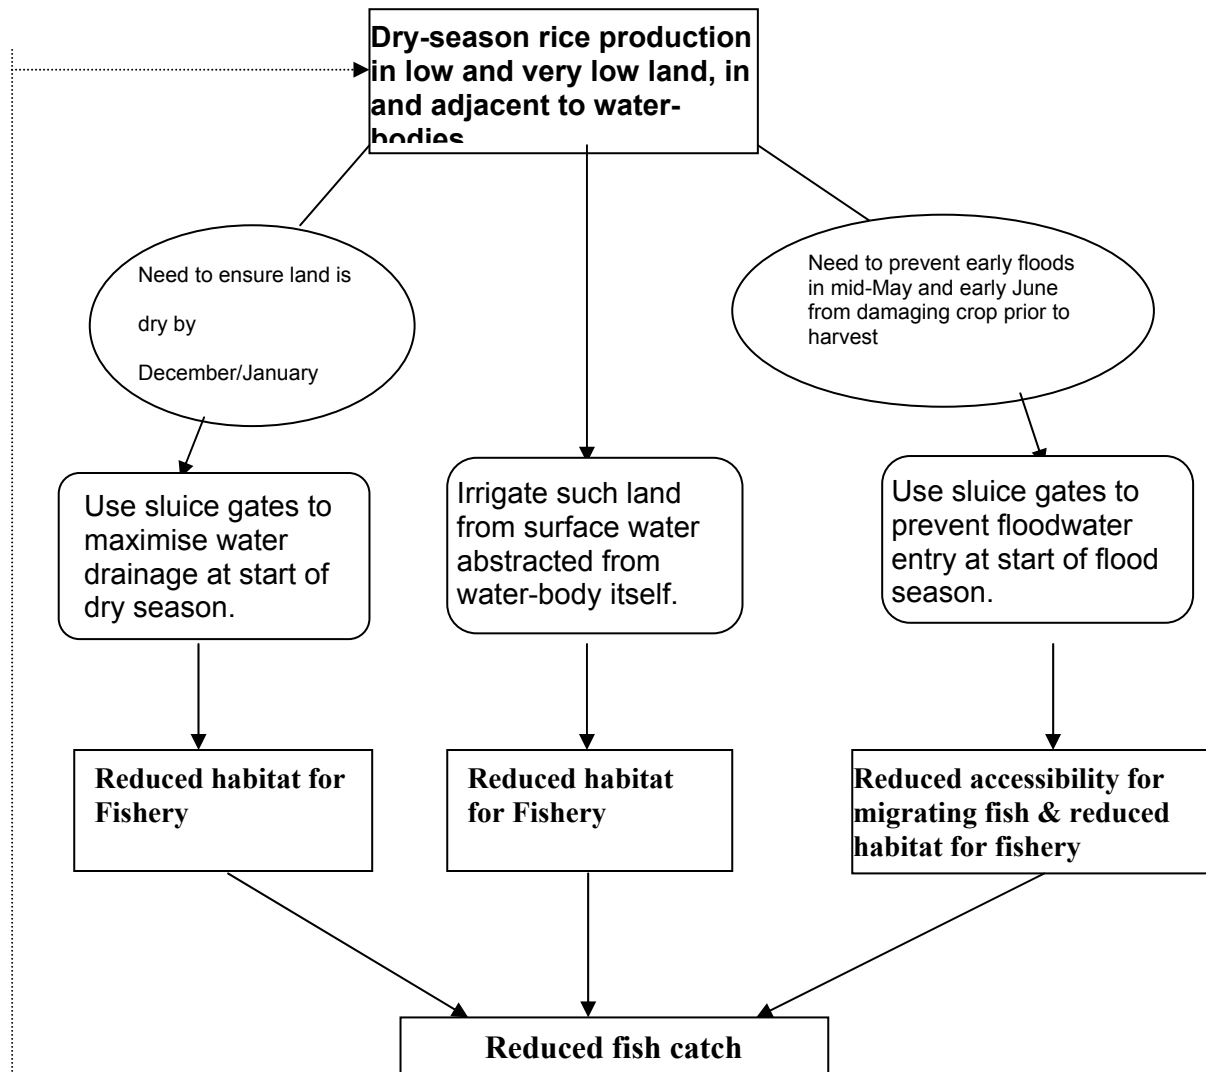 Dry-season rice production
in low and very low land, in
and adjacent to water-
bodies
Need to ensure land is
dry by
December/January
Need to prevent early floods
in mid-May and early June
from damaging crop prior to
harvest
Use sluice gates to
maximise water
drainage at start of
dry season.
Irrigate such land
from surface water
abstracted from
water-body itself.
Use sluice gates to
prevent floodwater
entry at start of flood
season.
Reduced habitat for
Fishery
Reduced habitat
for Fishery
Reduced accessibility for
migrating fish & reduced
habitat for fishery
Reduced fish catch